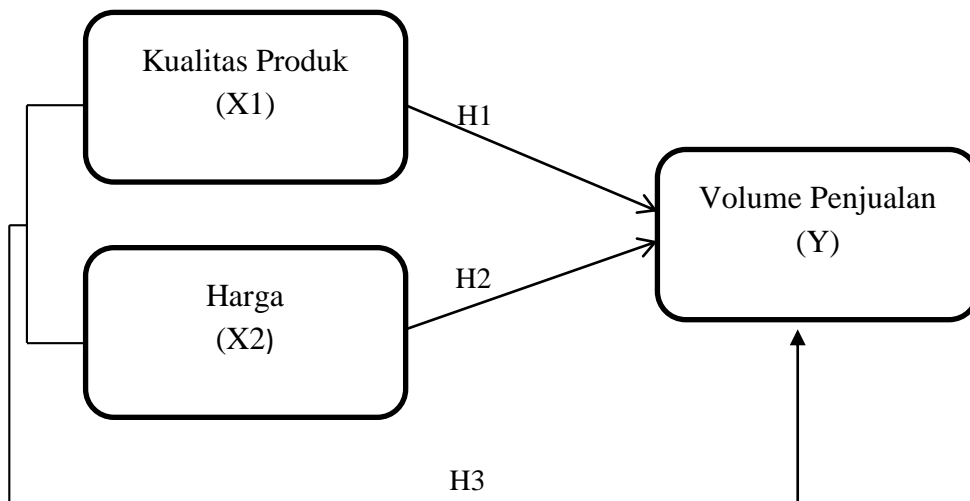 Kualitas Produk
(X1)
H1
Volume Penjualan
(Y)
H2
Harga
(X2)
H3